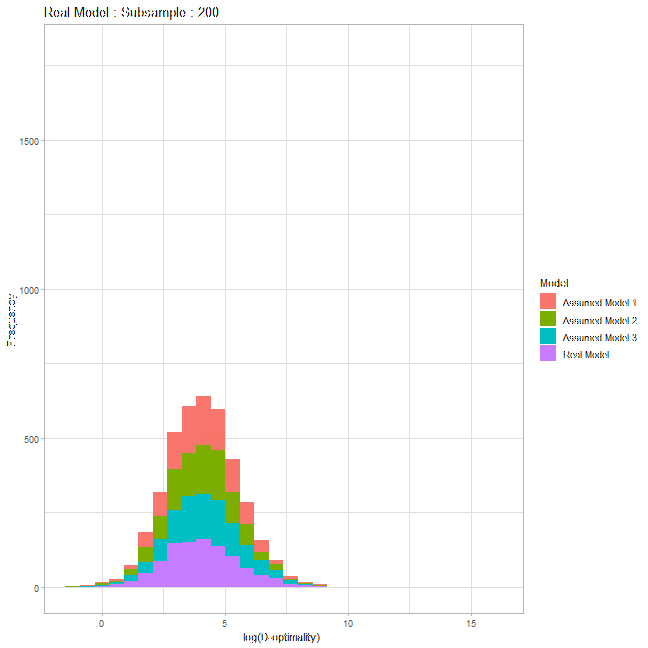 Real Model : Subsample : 200
1500
1000
500
0
Frequency
0 5 10 15
log(D-optimality)
Model
Assumed Model 1
Assumed Model 2
Assumed Model 3
Real Model